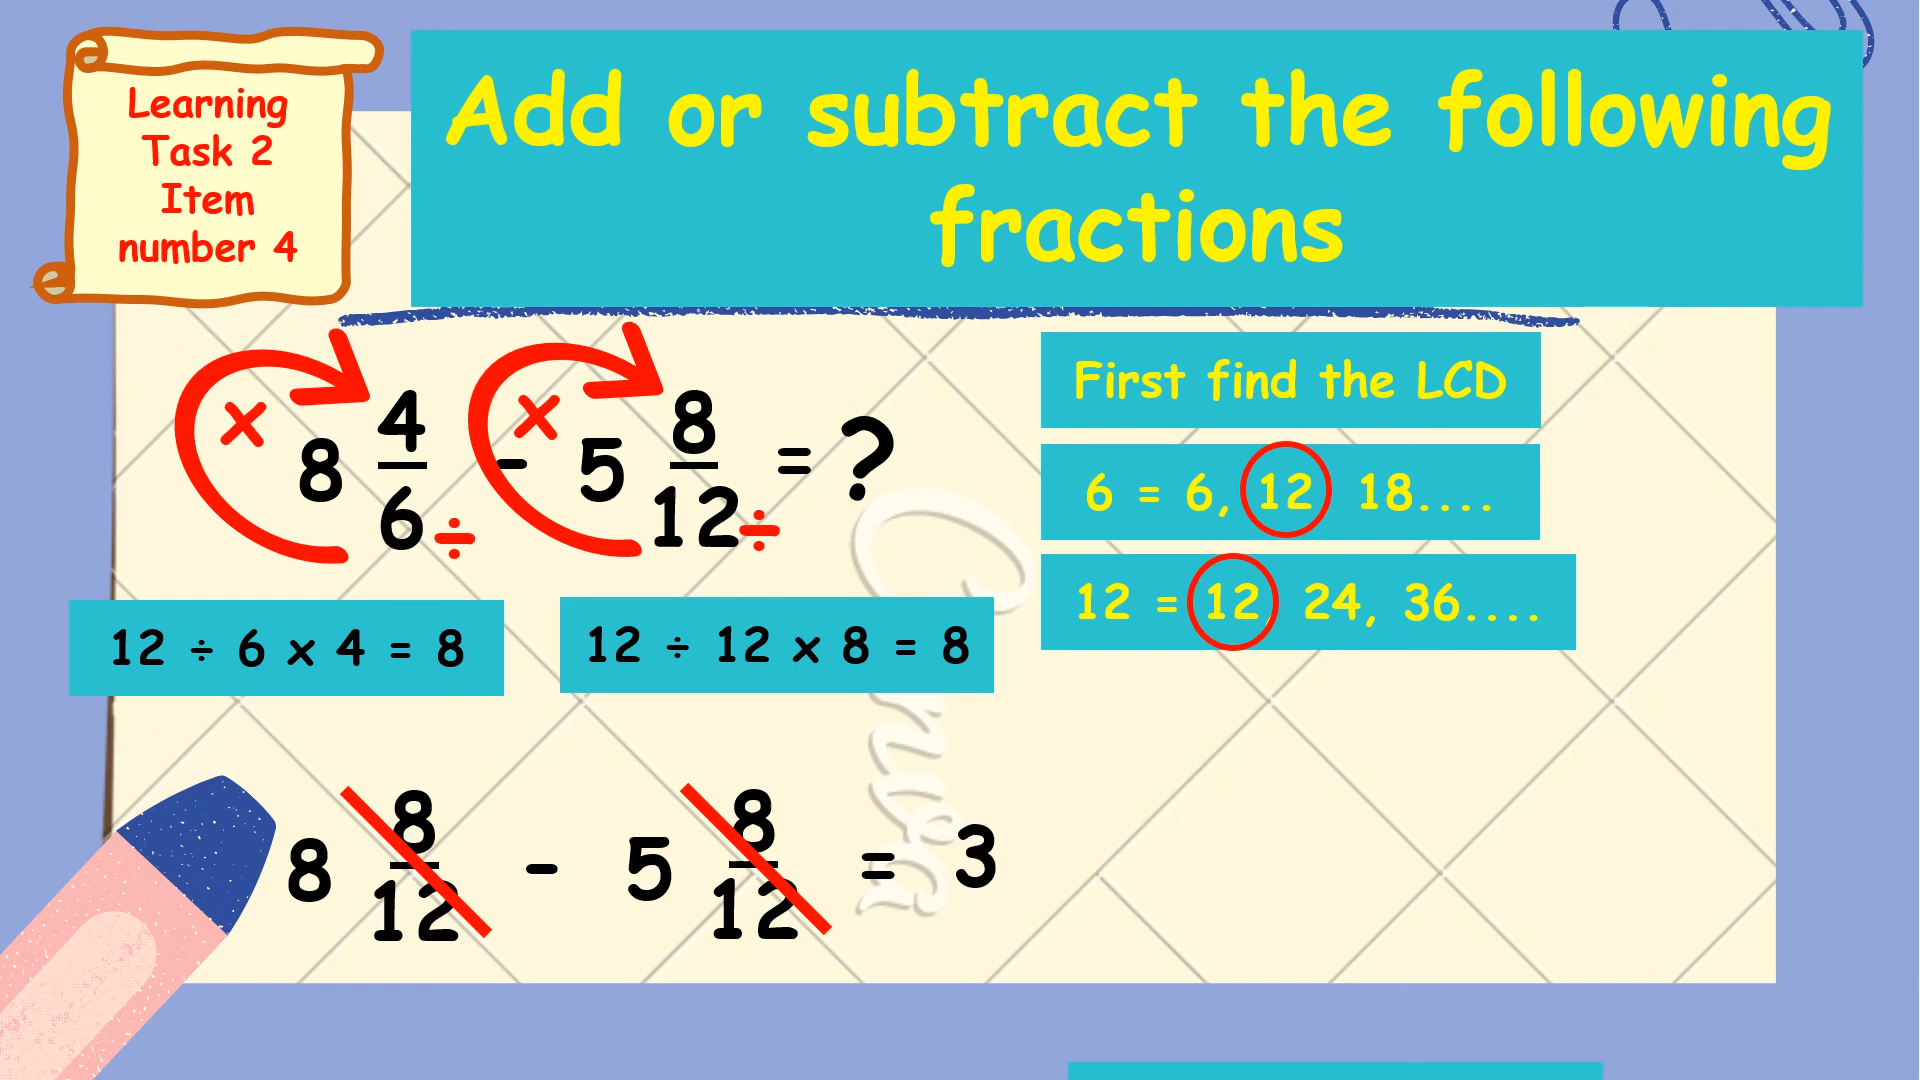 Learning
Task 2
Item
number 4
Add or subtract the following
fractions
8 4/6 - 5 8/12 = ?
× ÷ × ÷
First find the LCD
6 = 6, 12 18....
12 = 12, 24, 36....
12 ÷ 6 x 4 = 8
12 ÷ 12 x 8 = 8
8 8/12 - 5 8/12 = 3
Canva